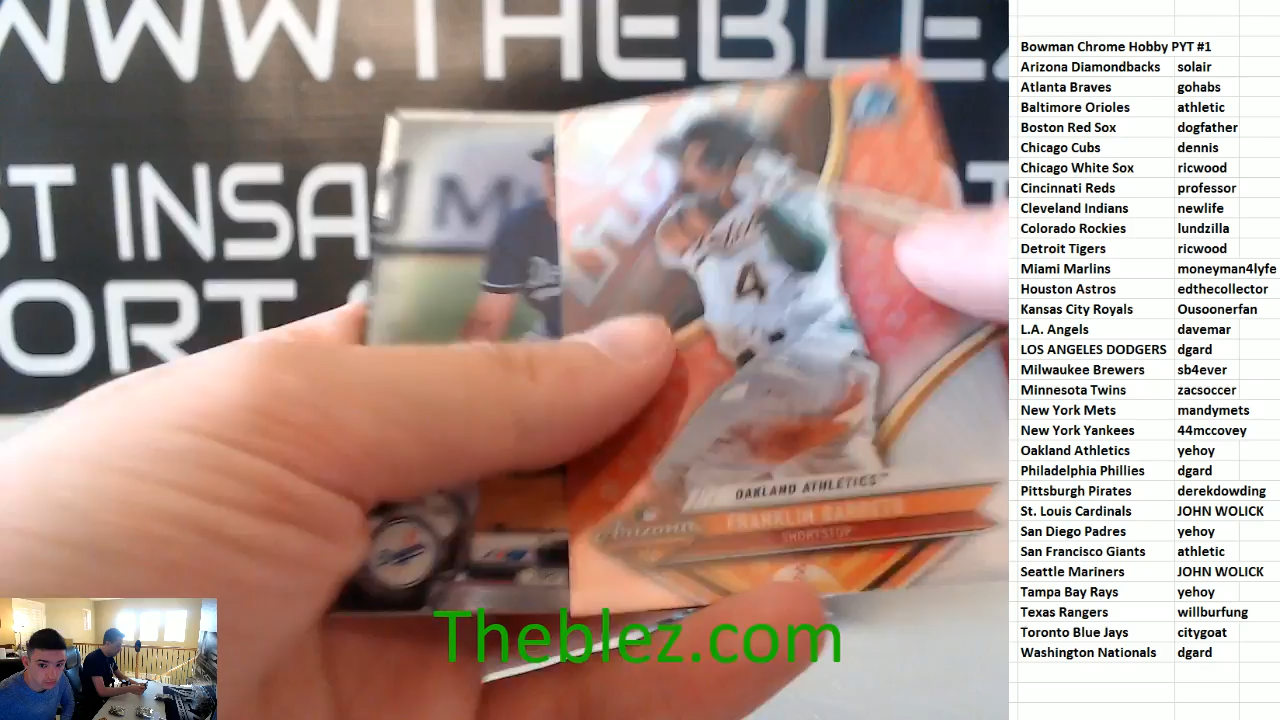 WWW.THEBLEZ
ST INSA
ORT
4
OAKLAND ATHLETICS™
FRANKLIN BARRETO
SHORTSTOP
Theblez.com
Bowman Chrome Hobby PYT #1
Arizona Diamondbacks solair
Atlanta Braves gohabs
Baltimore Orioles athletic
Boston Red Sox dogfather
Chicago Cubs dennis
Chicago White Sox ricwood
Cincinnati Reds professor
Cleveland Indians newlife
Colorado Rockies lundzilla
Detroit Tigers ricwood
Miami Marlins moneyman4lyfe
Houston Astros edthecollector
Kansas City Royals Ousoonerfan
L.A. Angels davemar
LOS ANGELES DODGERS dgard
Milwaukee Brewers sb4ever
Minnesota Twins zacsoccer
New York Mets mandymets
New York Yankees 44mccovey
Oakland Athletics yehoy
Philadelphia Phillies dgard
Pittsburgh Pirates derekdowding
St. Louis Cardinals JOHN WOLICK
San Diego Padres yehoy
San Francisco Giants athletic
Seattle Mariners JOHN WOLICK
Tampa Bay Rays yehoy
Texas Rangers willburfung
Toronto Blue Jays citygoat
Washington Nationals dgard